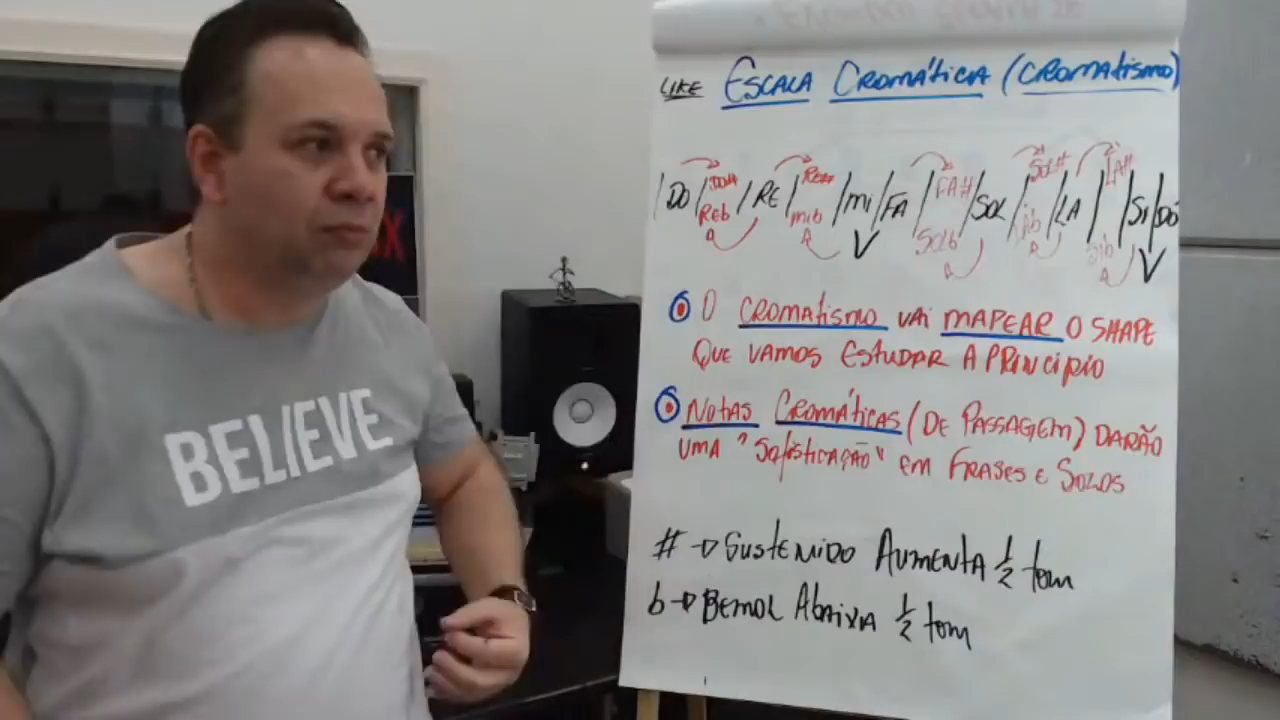 LIKE ESCALA CROMÁTICA (CROMATISMO)
DO# RE# FA# SOL# LA#
| DO | / RE | / MI / FA | / SOL | / LA | | SI | DÓ
REb MIb SOLb LAb SIb
O CROMATISMO VAI MAPEAR O SHAPE
QUE VAMOS ESTUDAR A PRINCIPIO
NOTAS CROMÁTICAS (DE PASSAGEM) DARÃO
UMA "SOFISTICAÇÃO" EM FRASES E SOLOS
# → SUSTENIDO AUMENTA 1/2 tom
b → BEMOL ABAIXA 1/2 tom
BELIEVE
X